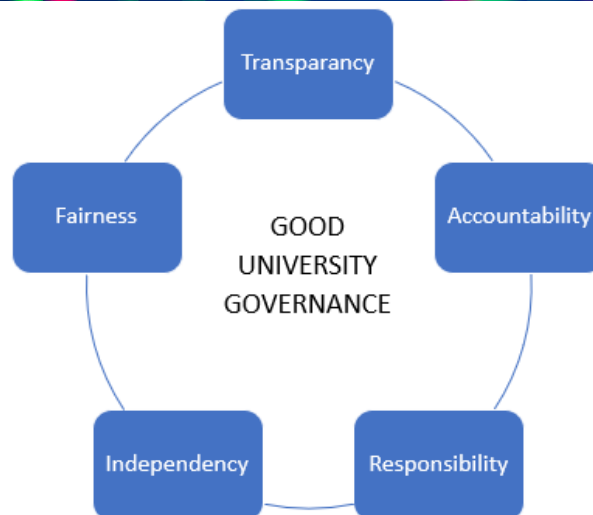 Transparancy
Fairness
Accountability
GOOD
UNIVERSITY
GOVERNANCE
Independency
Responsibility